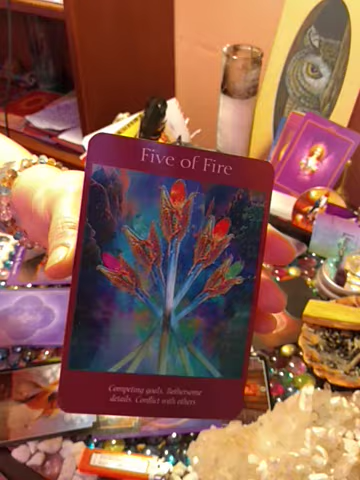 Five of Fire
Competing goals. Bothersome
details. Conflict with others